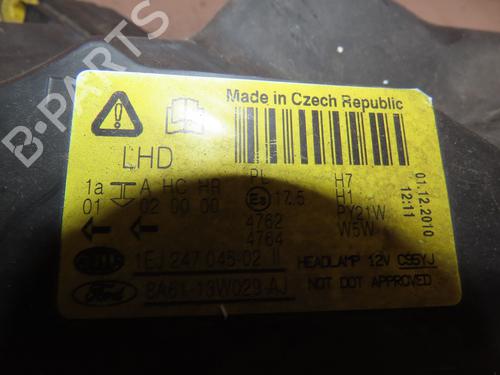 B-PARTS
Made in Czech Republic
LHD
1a A HC HR PL H7
01 02 00 00 17.5 H1
4762 PY21W
4764 W5W
01.12.2010
12:11
1EJ 247 045-02 II HEADLAMP 12V C95YJ
Ford 8A61-13W029-AJ NOT DOT APPROVED